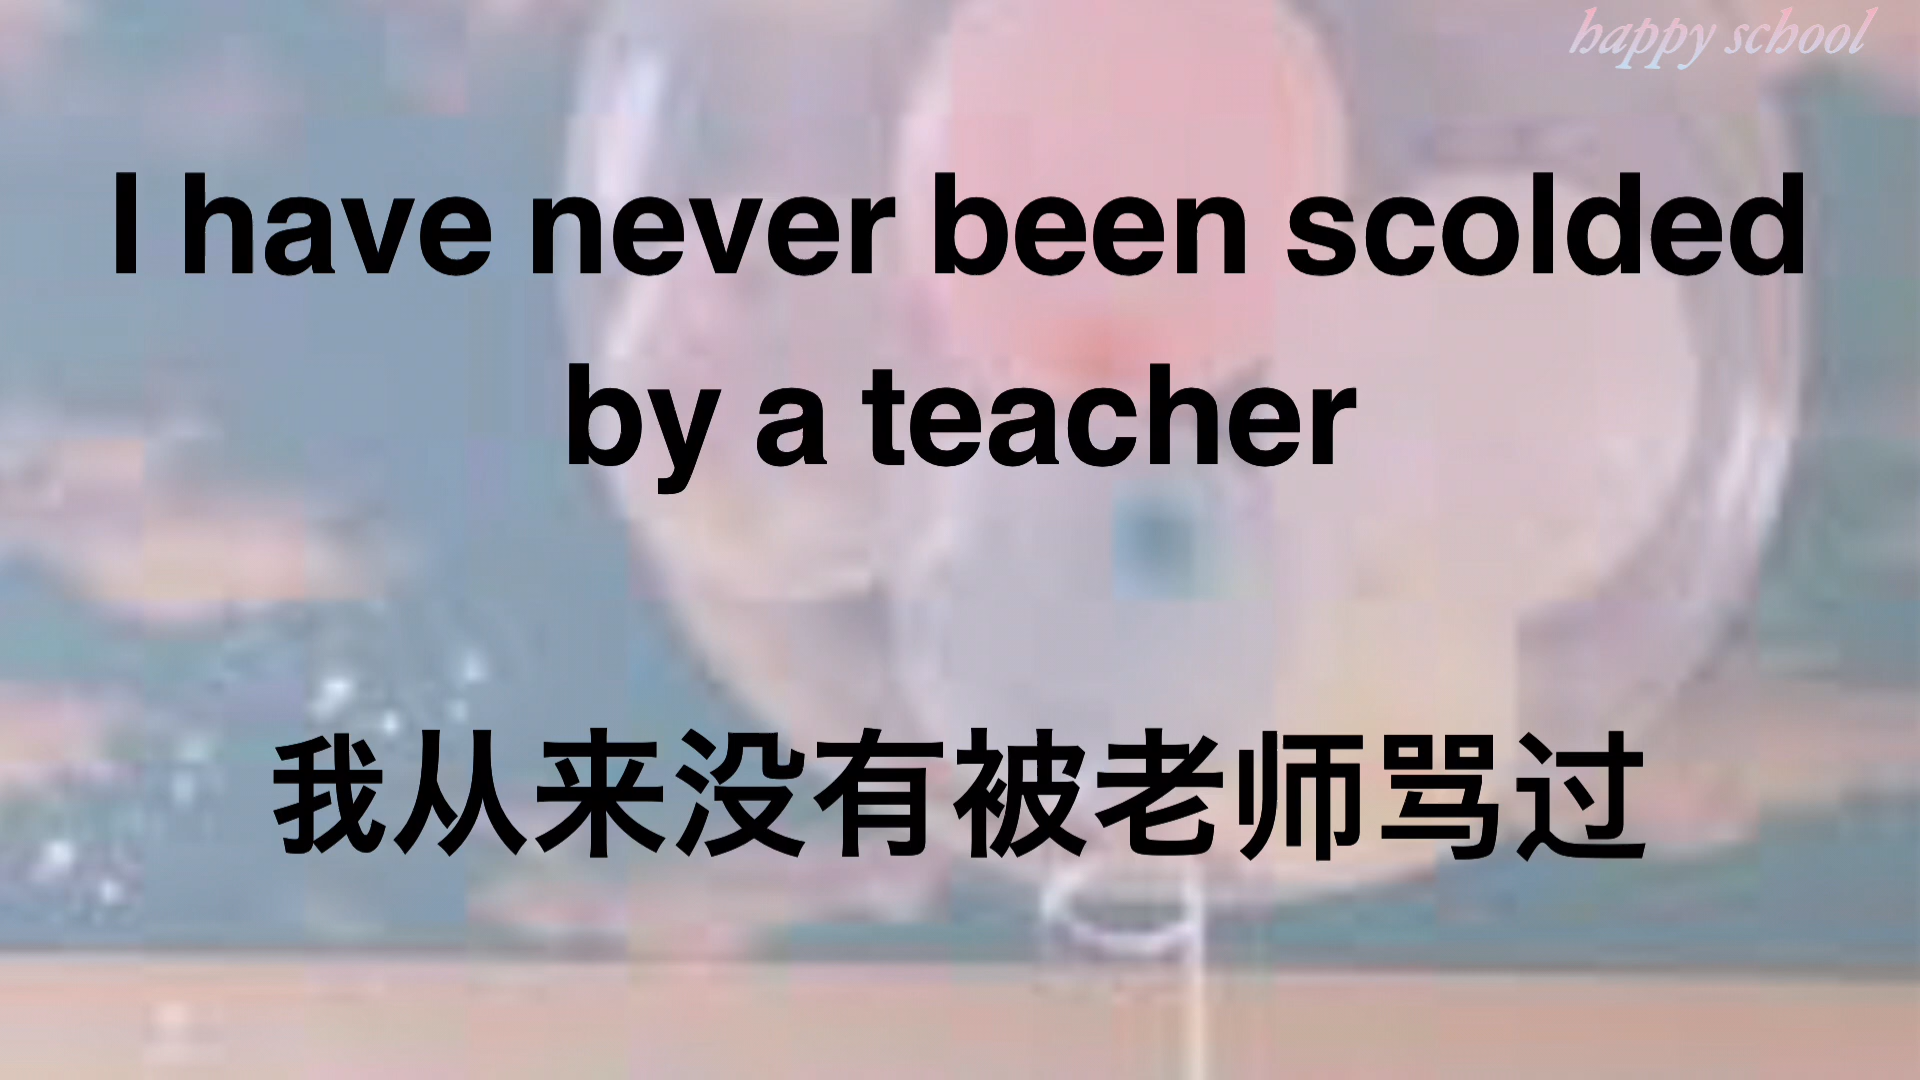 happy school
I have never been scolded
by a teacher
我从来没有被老师骂过